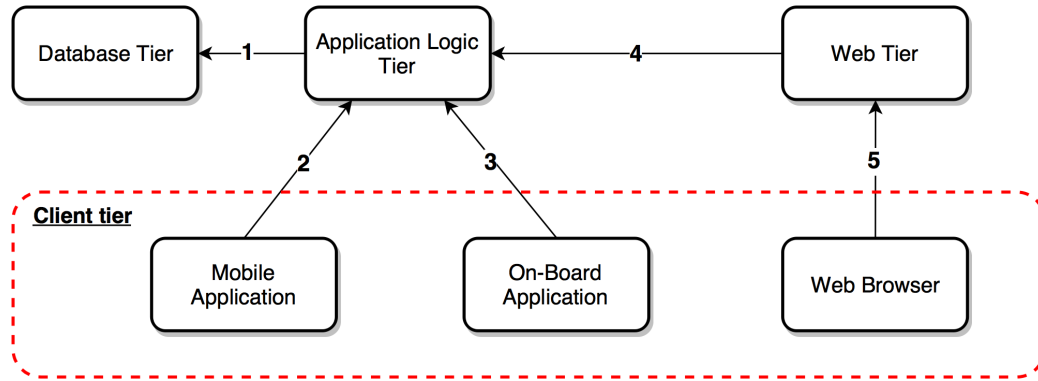 Database Tier
1
Application Logic
Tier
4
Web Tier
2
3
5
Client tier
Mobile
Application
On-Board
Application
Web Browser